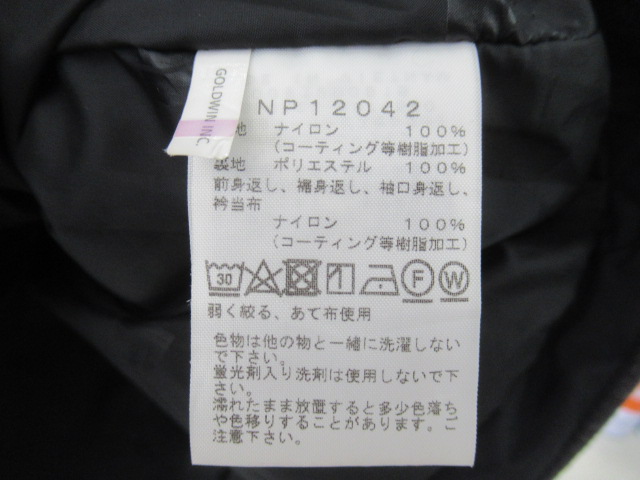 GOLDWIN INC.
NP12042
地 ナイロン 100%
(コーティング等樹脂加工)
裏地 ポリエステル 100%
前身返し、裾身返し、袖口身返し、
衿当布
ナイロン 100%
(コーティング等樹脂加工)
30 F W
弱く絞る、あて布使用
色物は他の物と一緒に洗濯しない
で下さい。
蛍光剤入り洗剤は使用しないで下
さい。
濡れたまま放置すると多少色落ち
や色移りすることがあります。ご
注意下さい。